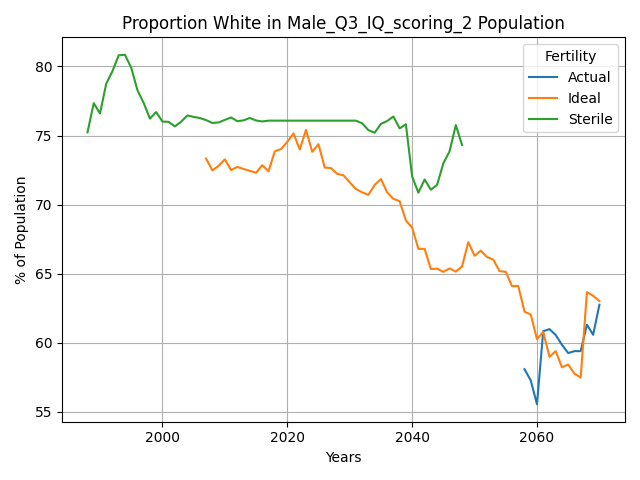 Proportion White in Male_Q3_IQ_scoring_2 Population
Fertility
Actual
Ideal
Sterile
% of Population
80
75
70
65
60
55
2000
2020
2040
2060
Years